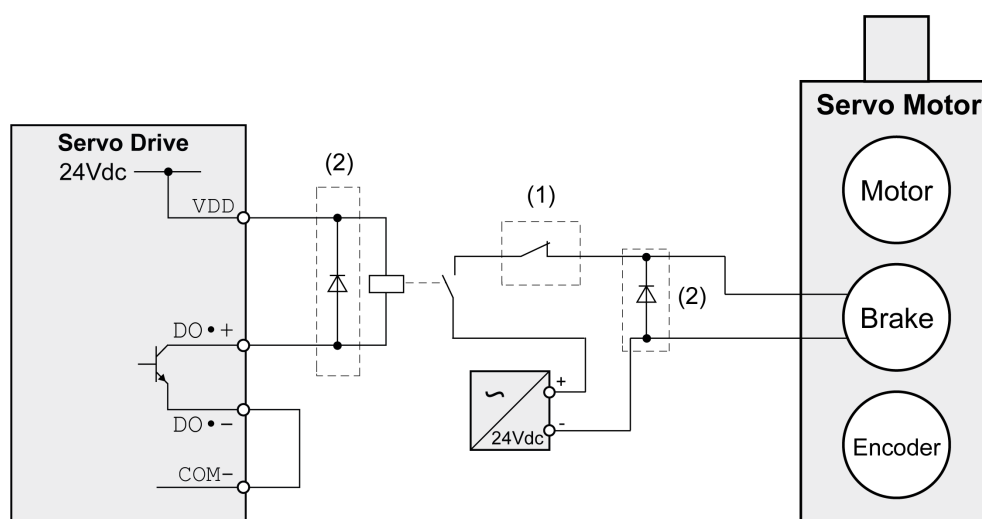 Servo Drive
24Vdc
VDD
DO•+
DO•-
COM-
(2)
(1)
(2)
+
-
24Vdc
Servo Motor
Motor
Brake
Encoder